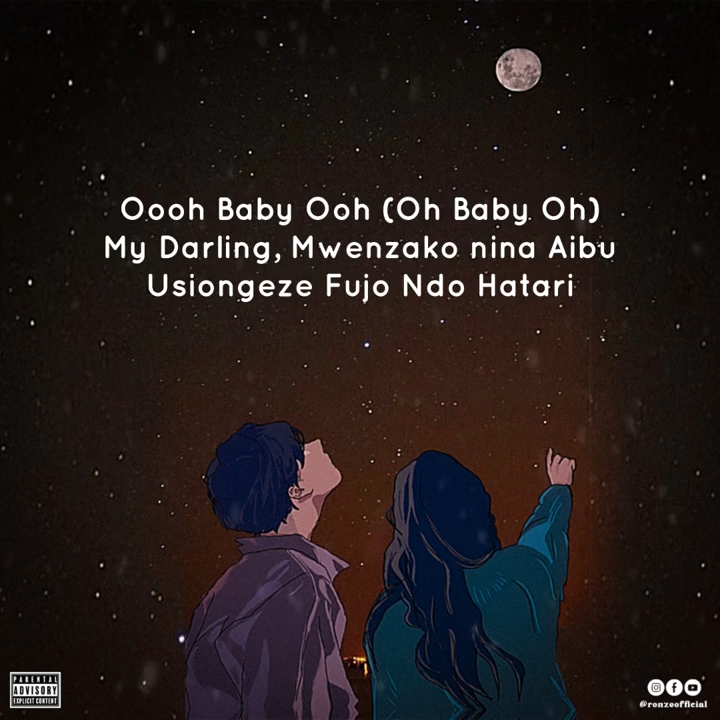 Oooh Baby Ooh (Oh Baby Oh)
My Darling, Mwenzako nina Aibu
Usiongeze Fujo Ndo Hatari
PARENTAL
ADVISORY
EXPLICIT CONTENT
@ronzeofficial